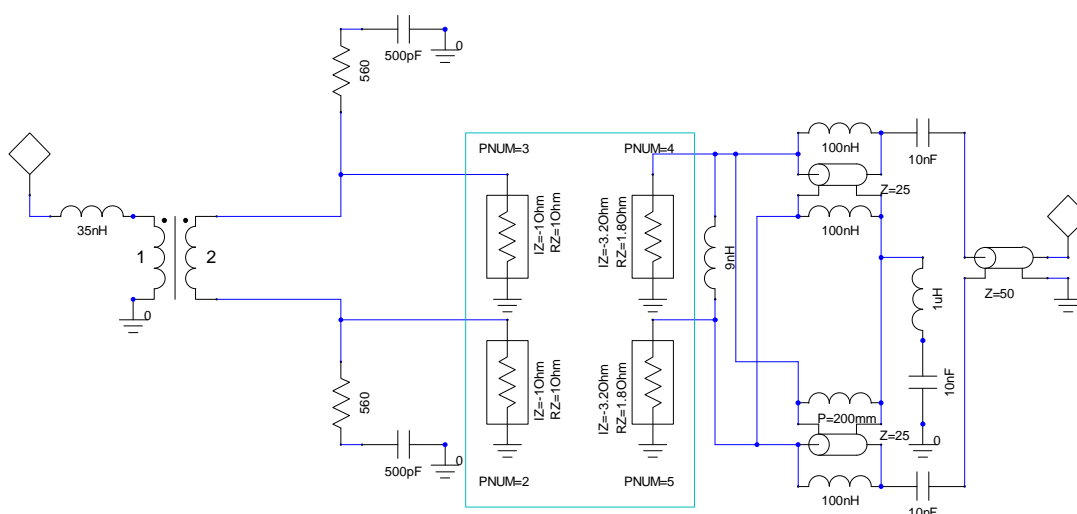 0
500pF
560
PNUM=3
PNUM=4
100nH
10nF
Z=25
IZ=-1Ohm
RZ=1Ohm
IZ=-3.2Ohm
RZ=1.8Ohm
35nH
1
2
100nH
9nH
Z=50
1uH
0
0
560
IZ=-1Ohm
RZ=1Ohm
IZ=-3.2Ohm
RZ=1.8Ohm
10nF
P=200mm
Z=25
0
0
500pF
PNUM=2
PNUM=5
100nH
10nF